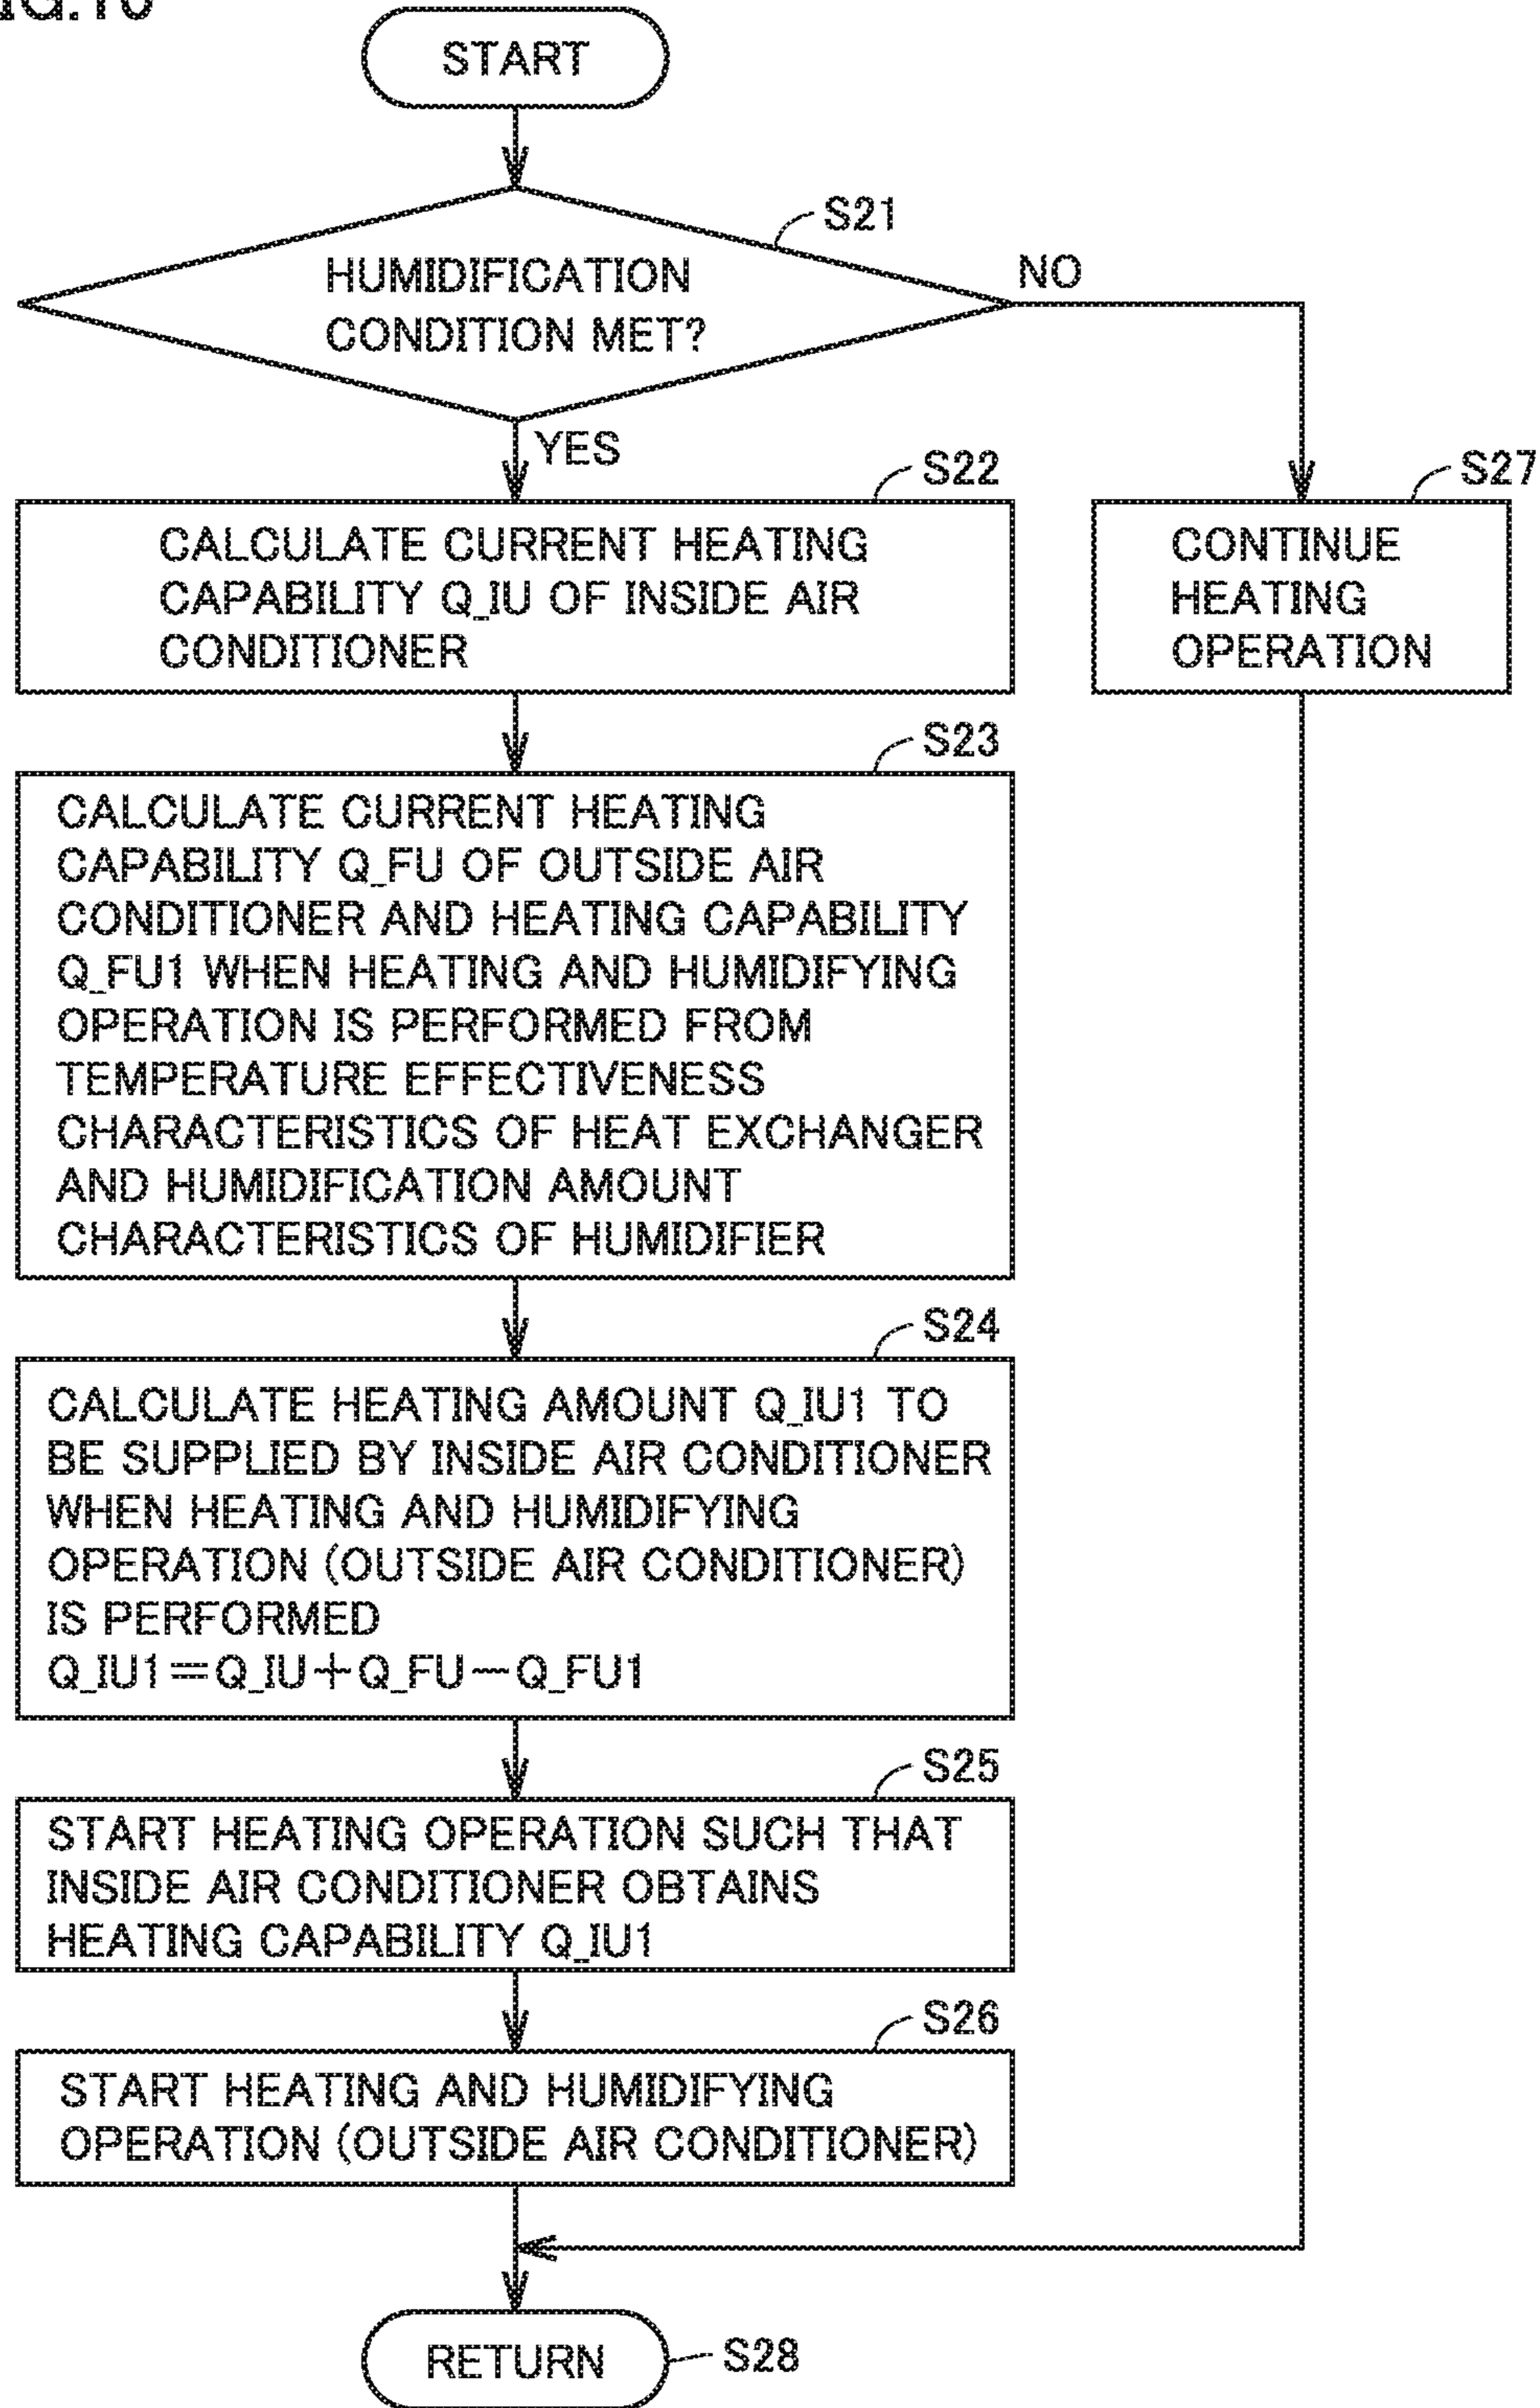 START
S21
HUMIDIFICATION
CONDITION MET?
NO
YES
S22
CALCULATE CURRENT HEATING
CAPABILITY Q_IU OF INSIDE AIR
CONDITIONER
S27
CONTINUE
HEATING
OPERATION
S23
CALCULATE CURRENT HEATING
CAPABILITY Q_FU OF OUTSIDE AIR
CONDITIONER AND HEATING CAPABILITY
Q_FU1 WHEN HEATING AND HUMIDIFYING
OPERATION IS PERFORMED FROM
TEMPERATURE EFFECTIVENESS
CHARACTERISTICS OF HEAT EXCHANGER
AND HUMIDIFICATION AMOUNT
CHARACTERISTICS OF HUMIDIFIER
S24
CALCULATE HEATING AMOUNT Q_IU1 TO
BE SUPPLIED BY INSIDE AIR CONDITIONER
WHEN HEATING AND HUMIDIFYING
OPERATION (OUTSIDE AIR CONDITIONER)
IS PERFORMED
Q_IU1=Q_IU+Q_FU−Q_FU1
S25
START HEATING OPERATION SUCH THAT
INSIDE AIR CONDITIONER OBTAINS
HEATING CAPABILITY Q_IU1
S26
START HEATING AND HUMIDIFYING
OPERATION (OUTSIDE AIR CONDITIONER)
RETURN
S28